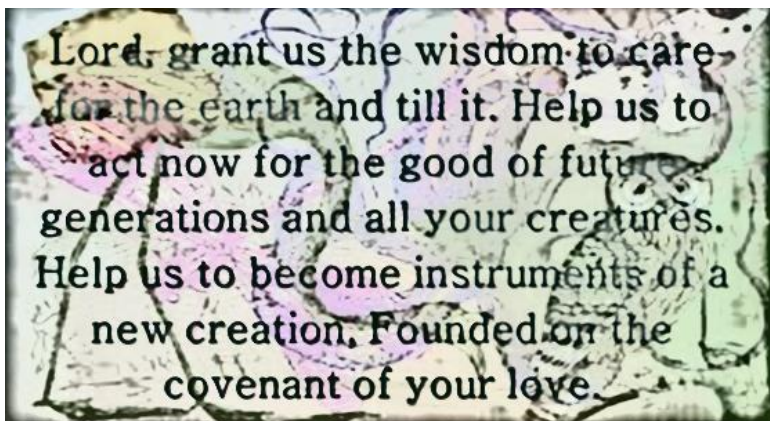 Lord, grant us the wisdom to care
for the earth and till it. Help us to
act now for the good of future
generations and all your creatures.
Help us to become instruments of a
new creation, Founded on the
covenant of your love.